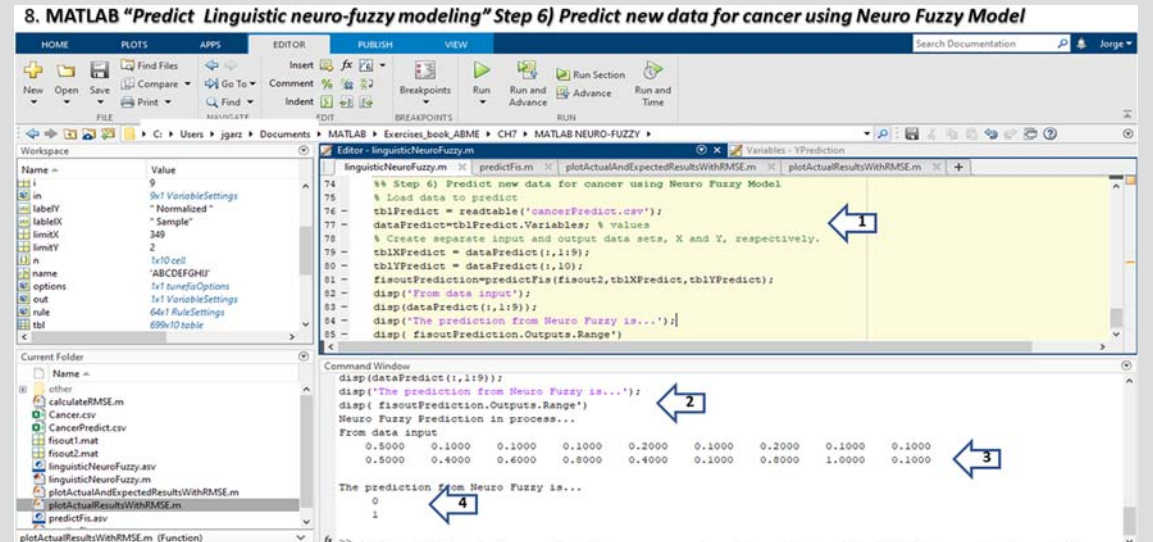 8. MATLAB "Predict Linguistic neuro-fuzzy modeling" Step 6) Predict new data for cancer using Neuro Fuzzy Model
HOME PLOTS APPS EDITOR PUBLISH VIEW Search Documentation Jorge
New Open Save Find Files Compare Print Go To Find Insert Comment Indent fx Breakpoints Run Run and Advance Run Section Advance Run and Time
FILE NAVIGATE EDIT BREAKPOINTS RUN
C: Users jgarz Documents MATLAB Exercises_book_ABME CH7 MATLAB NEURO-FUZZY
Workspace
Name Value
i 9
in 9x1 VariableSettings
labelY " Normalized "
lableIX " Sample"
limitX 349
limitY 2
n 1x10 cell
name 'ABCDEFGHIJ'
options 1x1 tunefisOptions
out 1x1 VariableSettings
rule 64x1 RuleSettings
tbl 699x10 table
Current Folder
Name
other
calculateRMSE.m
Cancer.csv
CancerPredict.csv
fisout1.mat
fisout2.mat
linguisticNeuroFuzzy.asv
linguisticNeuroFuzzy.m
plotActualAndExpectedResultsWithRMSE.m
plotActualResultsWithRMSE.m
predictFis.asv
plotActualResultsWithRMSE.m (Function)
Editor - linguisticNeuroFuzzy.m Variables - YPrediction
linguisticNeuroFuzzy.m predictFis.m plotActualAndExpectedResultsWithRMSE.m plotActualResultsWithRMSE.m +
74 %% Step 6) Predict new data for cancer using Neuro Fuzzy Model
75 % Load data to predict
76 - tblPredict = readtable('cancerPredict.csv');
77 - dataPredict=tblPredict.Variables; % values
78 % Create separate input and output data sets, X and Y, respectively.
79 - tblXPredict = dataPredict(:,1:9);
80 - tblYPredict = dataPredict(:,10);
81 - fisoutPrediction=predictFis(fisout2,tblXPredict,tblYPredict);
82 - disp('From data input');
83 - disp(dataPredict(:,1:9));
84 - disp('The prediction from Neuro Fuzzy is...');
85 - disp( fisoutPrediction.Outputs.Range')
1
Command Window
disp(dataPredict(:,1:9));
disp('The prediction from Neuro Fuzzy is...');
disp( fisoutPrediction.Outputs.Range')
2
Neuro Fuzzy Prediction in process...
From data input
0.5000 0.1000 0.1000 0.1000 0.2000 0.1000 0.2000 0.1000 0.1000
0.5000 0.4000 0.6000 0.8000 0.4000 0.1000 0.8000 1.0000 0.1000
3
The prediction from Neuro Fuzzy is...
0
1
4
fx >>